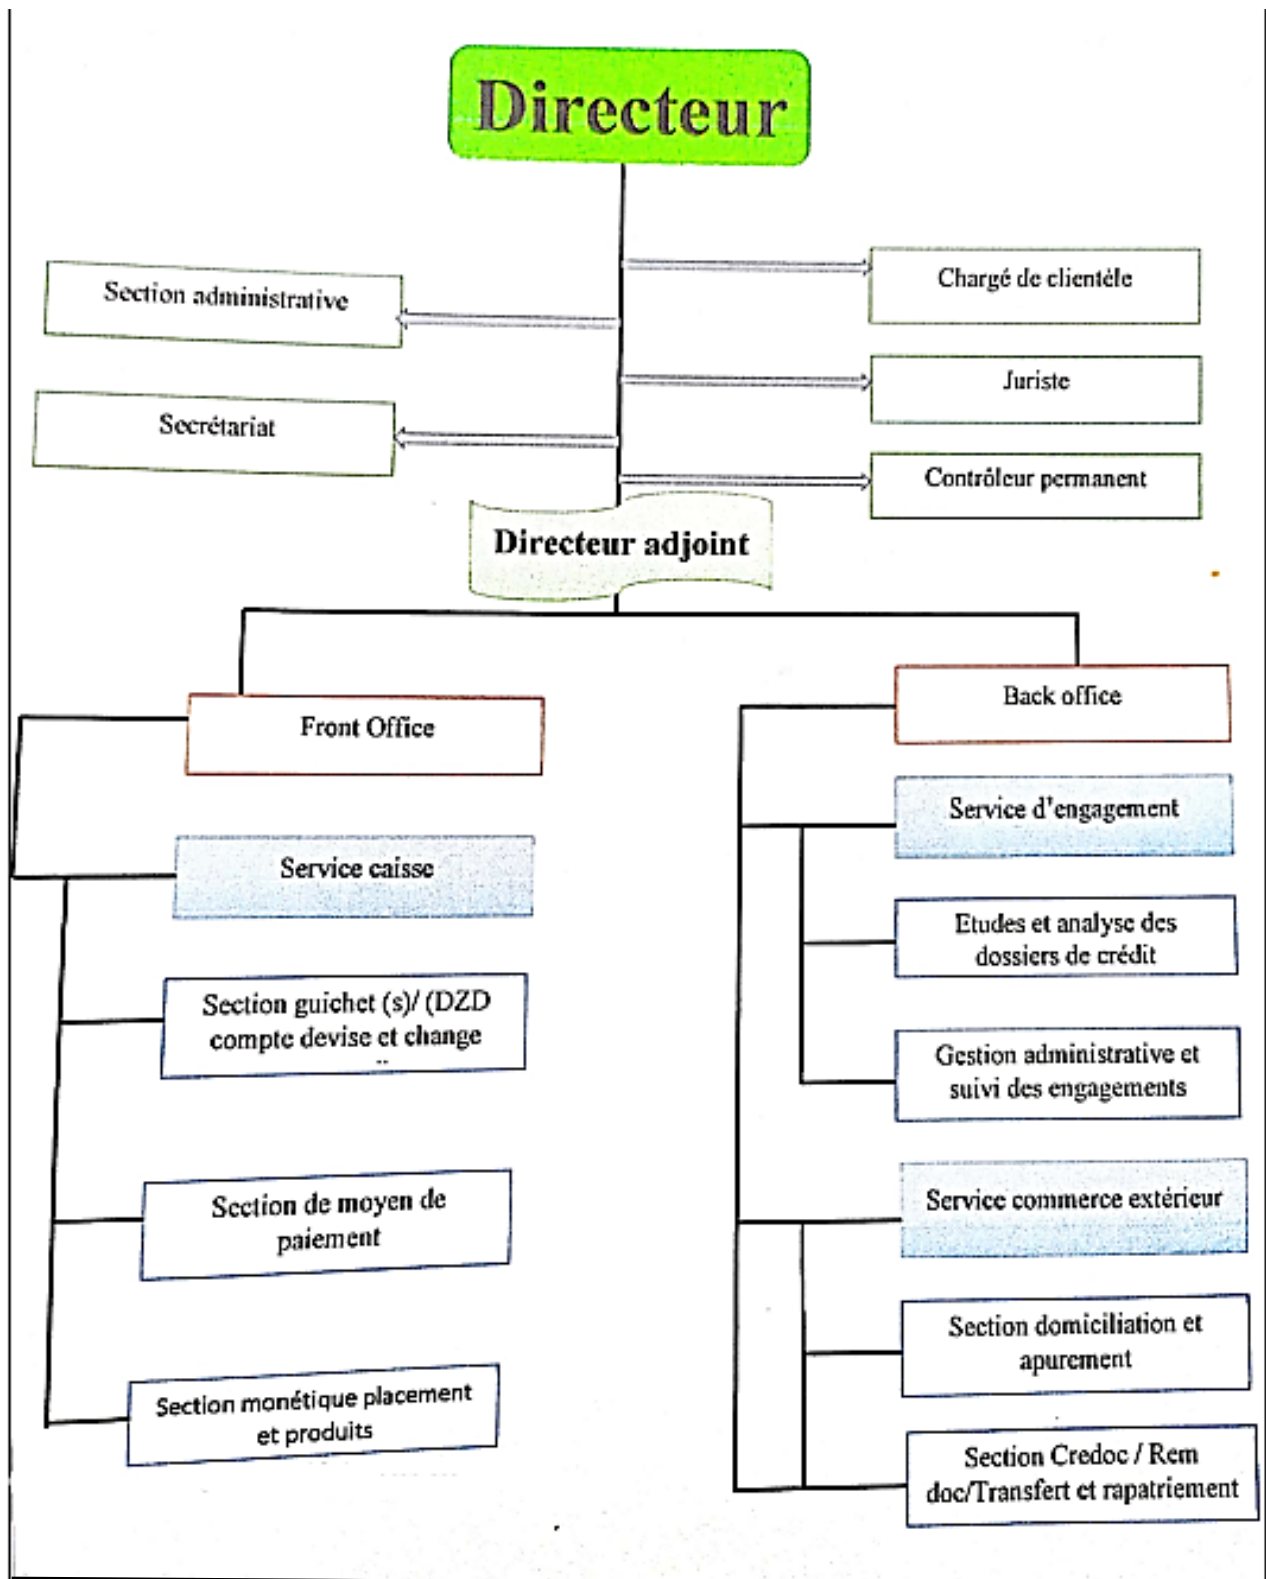 Directeur
Section administrative
Chargé de clientèle
Juriste
Secrétariat
Contrôleur permanent
Directeur adjoint
Front Office
Service caisse
Section guichet (s)/ (DZD
compte devise et change
Section de moyen de
paiement
Section monétique placement
et produits
Back office
Service d'engagement
Etudes et analyse des
dossiers de crédit
Gestion administrative et
suivi des engagements
Service commerce extérieur
Section domiciliation et
apurement
Section Credoc / Rem
doc/Transfert et rapatriement